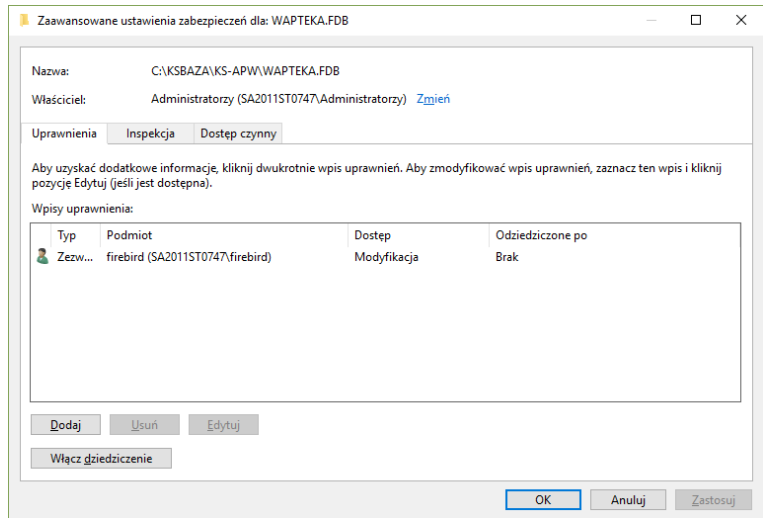 Zaawansowane ustawienia zabezpieczeń dla: WAPTEKA.FDB
Nazwa: C:\KSBAZA\KS-APW\WAPTEKA.FDB
Właściciel: Administratorzy (SA2011ST0747\Administratorzy) Zmień
Uprawnienia Inspekcja Dostęp czynny
Aby uzyskać dodatkowe informacje, kliknij dwukrotnie wpis uprawnień. Aby zmodyfikować wpis uprawnień, zaznacz ten wpis i kliknij
pozycję Edytuj (jeśli jest dostępna).
Wpisy uprawnienia:
Typ Podmiot Dostęp Odziedziczone po
Zezw... firebird (SA2011ST0747\firebird) Modyfikacja Brak
Dodaj Usuń Edytuj
Włącz dziedziczenie
OK Anuluj Zastosuj